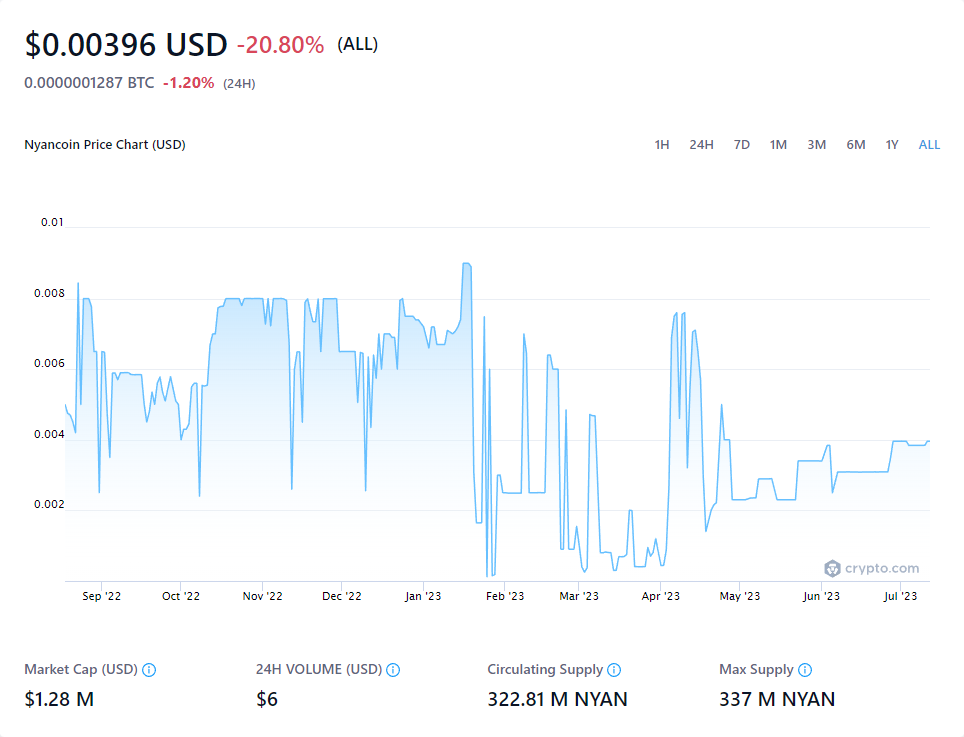 $0.00396 USD -20.80% (ALL)
0.0000001287 BTC -1.20% (24H)
Nyancoin Price Chart (USD) 1H 24H 7D 1M 3M 6M 1Y ALL
0.01
0.008
0.006
0.004
0.002
crypto.com
Sep '22 Oct '22 Nov '22 Dec '22 Jan '23 Feb '23 Mar '23 Apr '23 May '23 Jun '23 Jul '23
Market Cap (USD) 24H VOLUME (USD) Circulating Supply Max Supply
$1.28 M $6 322.81 M NYAN 337 M NYAN